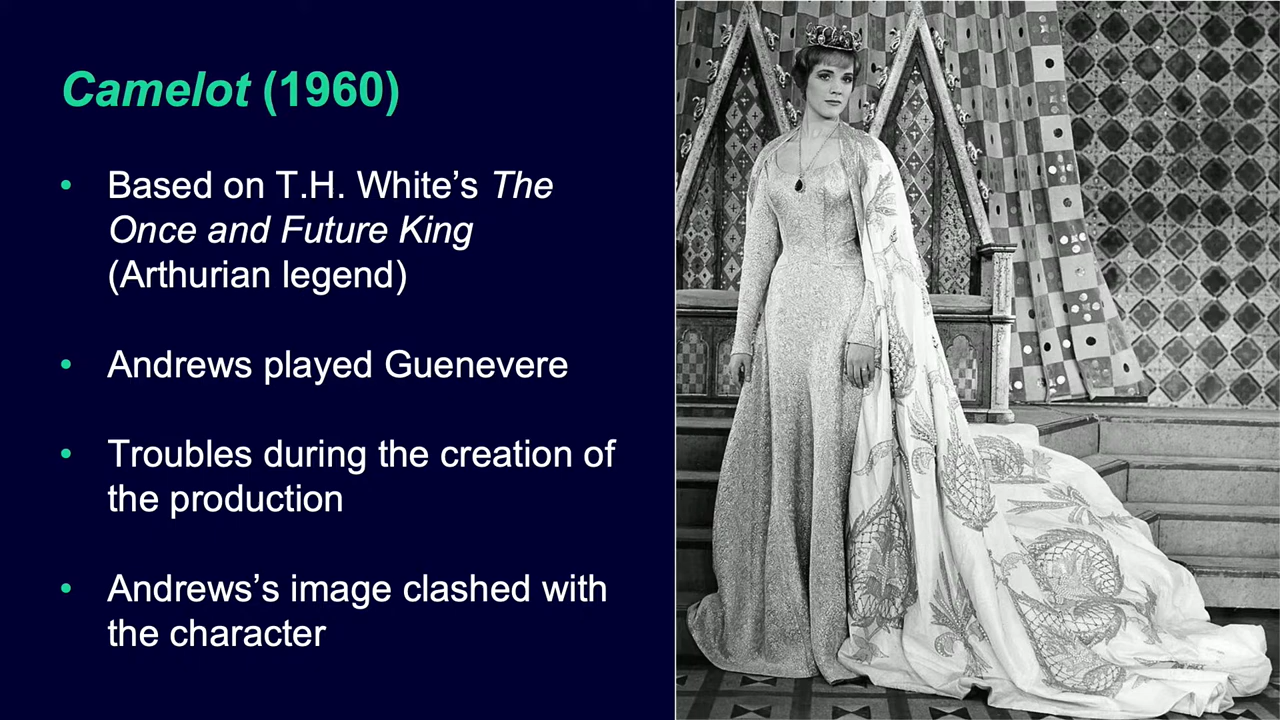 Camelot (1960)
• Based on T.H. White’s The
Once and Future King
(Arthurian legend)
• Andrews played Guenevere
• Troubles during the creation of
the production
• Andrews’s image clashed with
the character